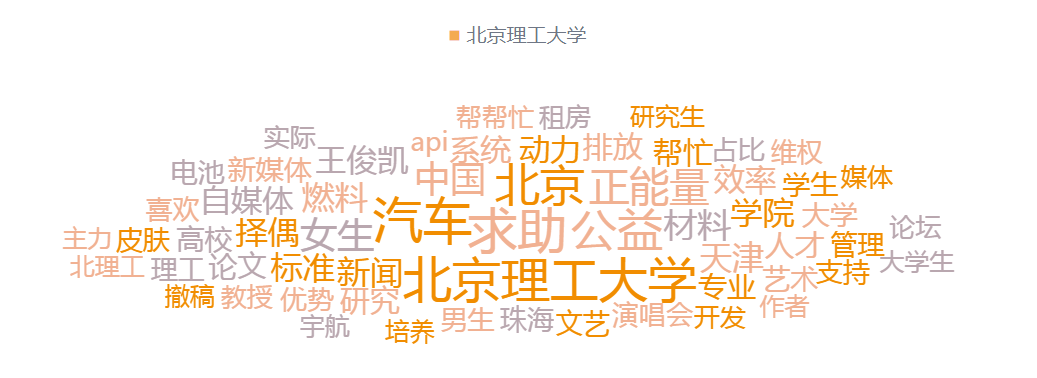 北京理工大学
帮帮忙 租房 研究生
实际 api 系统 动力 排放 帮忙 占比 维权
电池 新媒体 王俊凯 中国 北京 正能量 效率 学生 媒体
喜欢 自媒体 燃料 汽车 求助 公益 材料 学院 大学 论坛
主力 皮肤 高校 择偶 女生 天津 人才 管理 大学生
北理工 理工 论文 标准 新闻 北京理工大学 专业 艺术 支持
撤稿 教授 优势 研究 作者
宇航 培养 男生 珠海 文艺 演唱会 开发